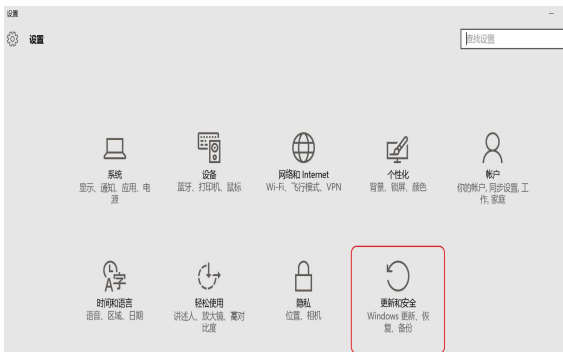 设置
设置
查找设置
系统
显示、通知、应用、电
源
设备
蓝牙、打印机、鼠标
网络和 Internet
Wi-Fi、飞行模式、VPN
个性化
背景、锁屏、颜色
帐户
你的帐户, 同步设置, 工
作, 家庭
时间和语言
语音、区域、日期
轻松使用
讲述人、放大镜、高对
比度
隐私
位置、相机
更新和安全
Windows 更新、恢
复、备份